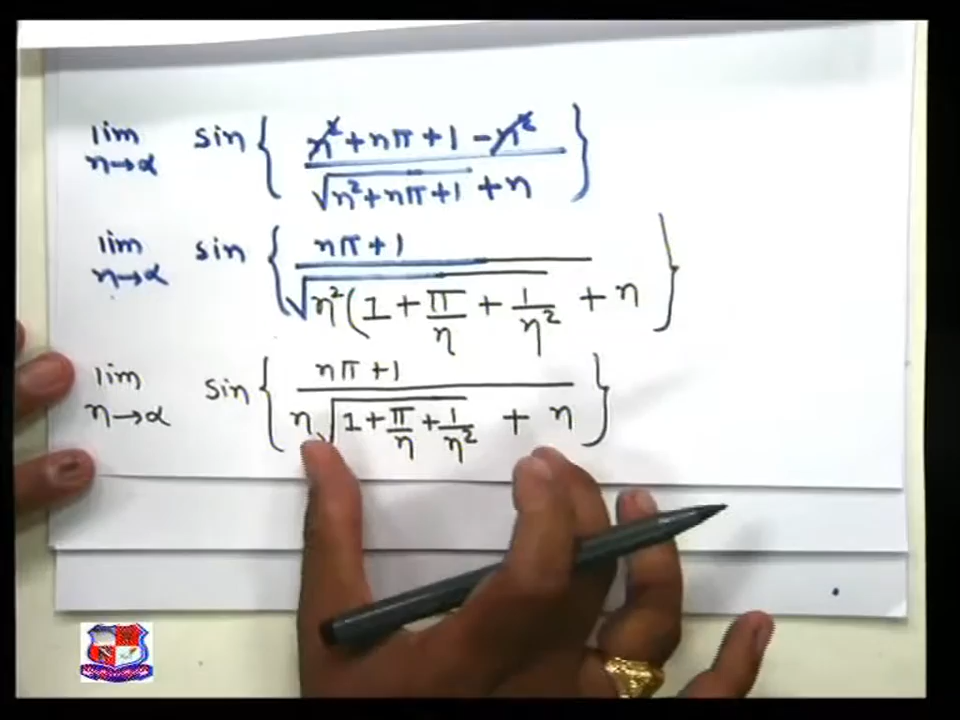 lim n→α sin { n² + nπ + 1 - n² / √n² + nπ + 1 + n }
lim n→α sin { nπ + 1 / √n² ( 1 + π/n + 1/n² + n }
lim n→α sin { nπ + 1 / n √1 + π/n + 1/n² + n }